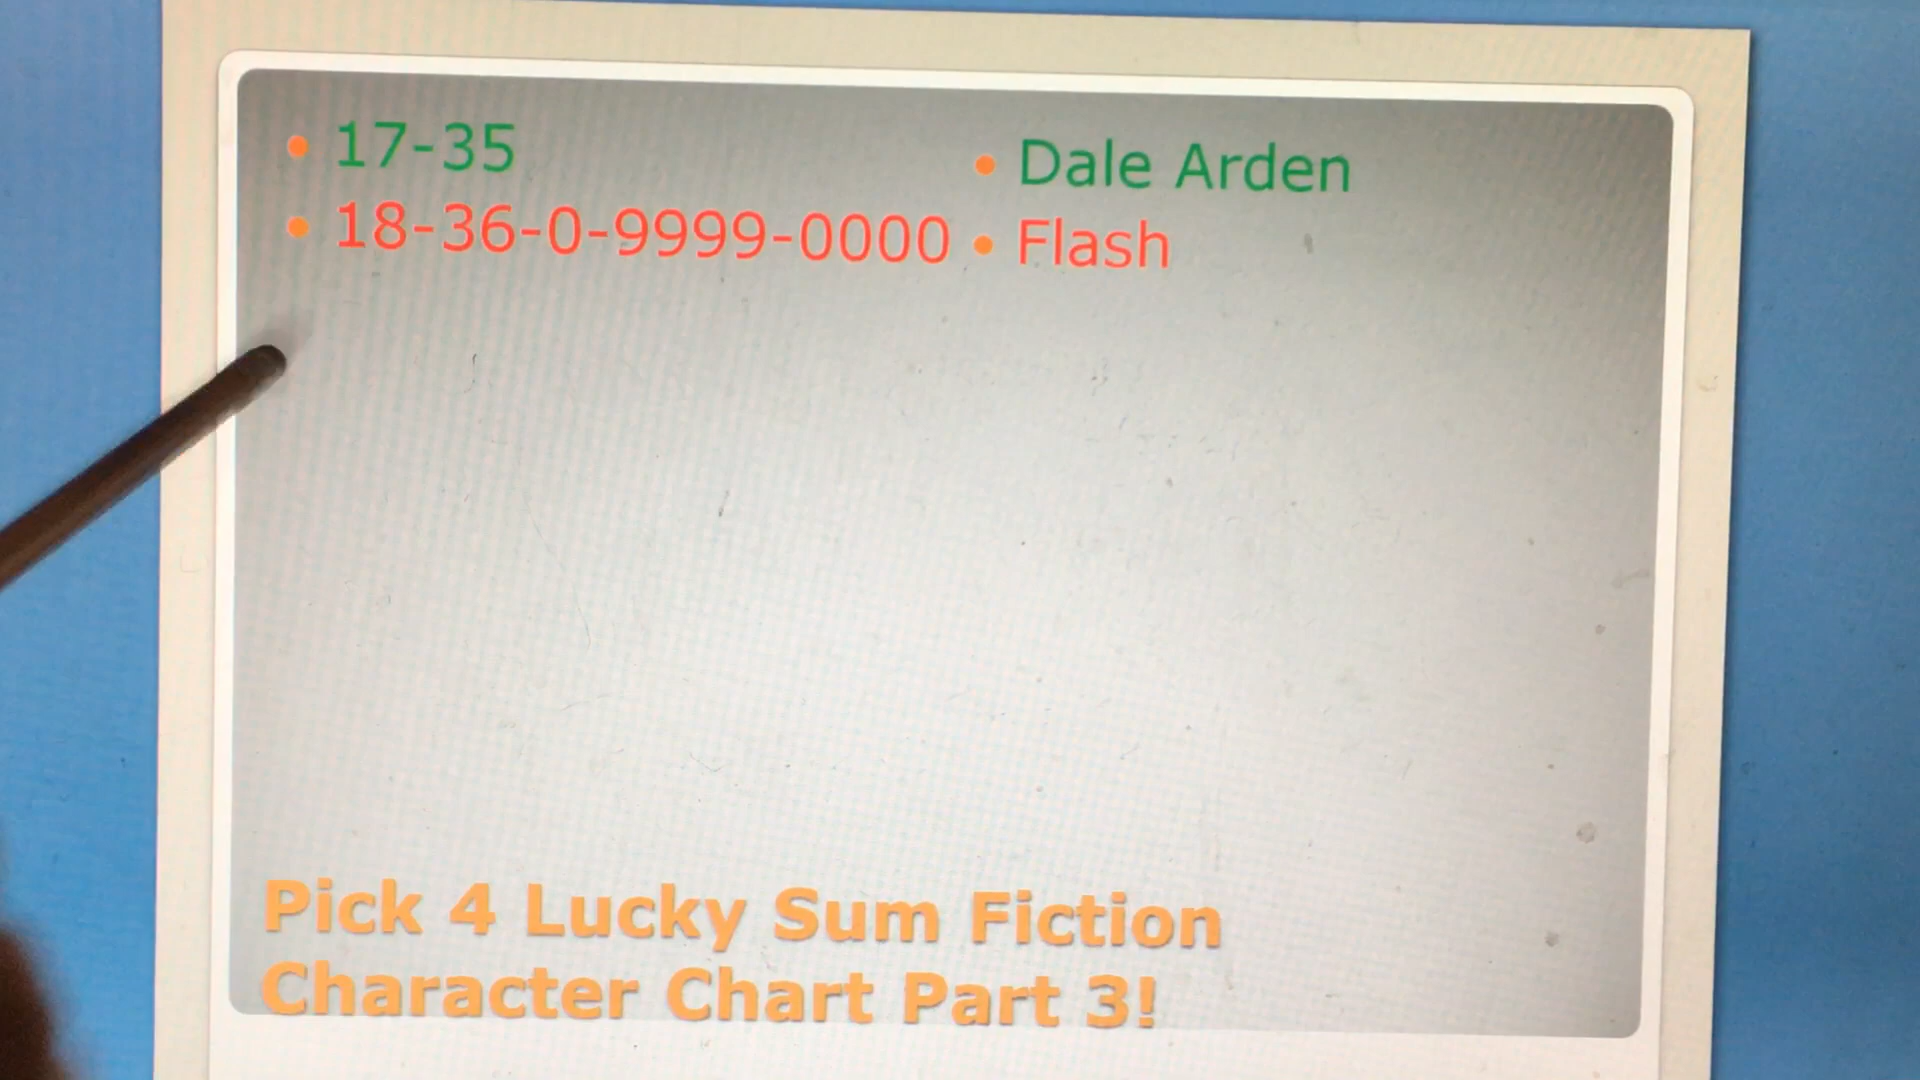 17-35
18-36-0-9999-0000
Dale Arden
Flash
Pick 4 Lucky Sum Fiction
Character Chart Part 3!